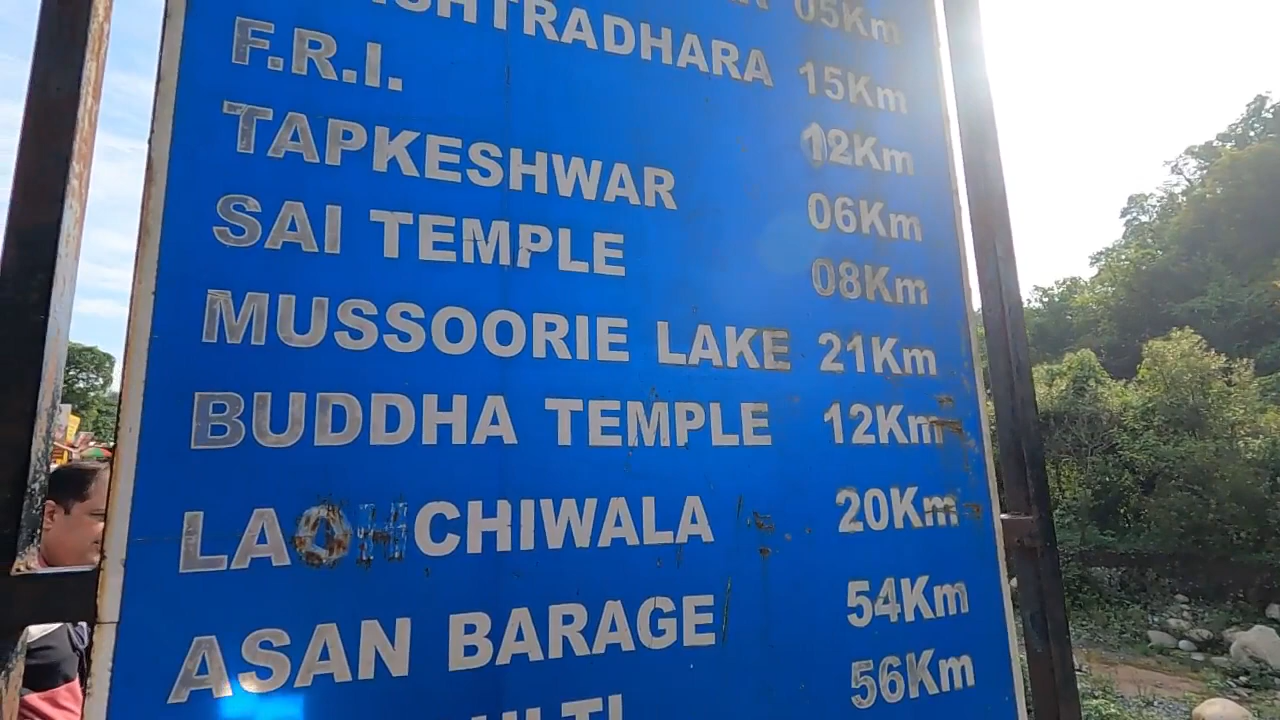 05Km
SHTRADHARA 15Km
F.R.I. 12Km
TAPKESHWAR 06Km
SAI TEMPLE 08Km
MUSSOORIE LAKE 21Km
BUDDHA TEMPLE 12Km
LACHCHIWALA 20Km
ASAN BARAGE 54Km
56Km